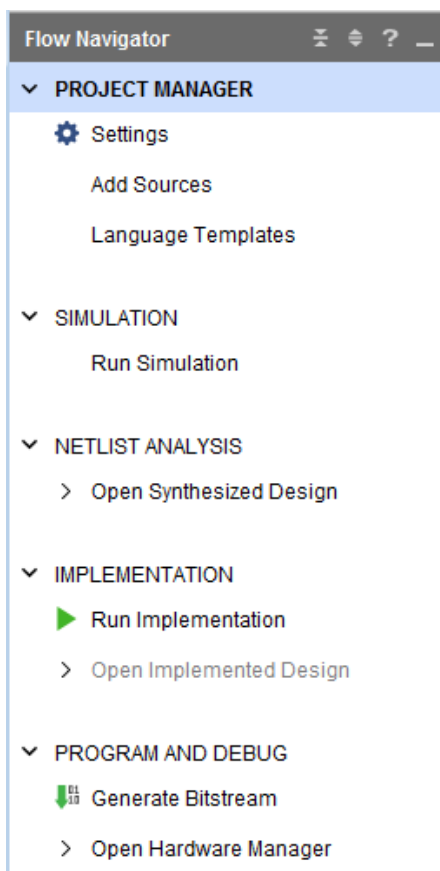 Flow Navigator ?
PROJECT MANAGER
Settings
Add Sources
Language Templates
SIMULATION
Run Simulation
NETLIST ANALYSIS
Open Synthesized Design
IMPLEMENTATION
Run Implementation
Open Implemented Design
PROGRAM AND DEBUG
Generate Bitstream
Open Hardware Manager